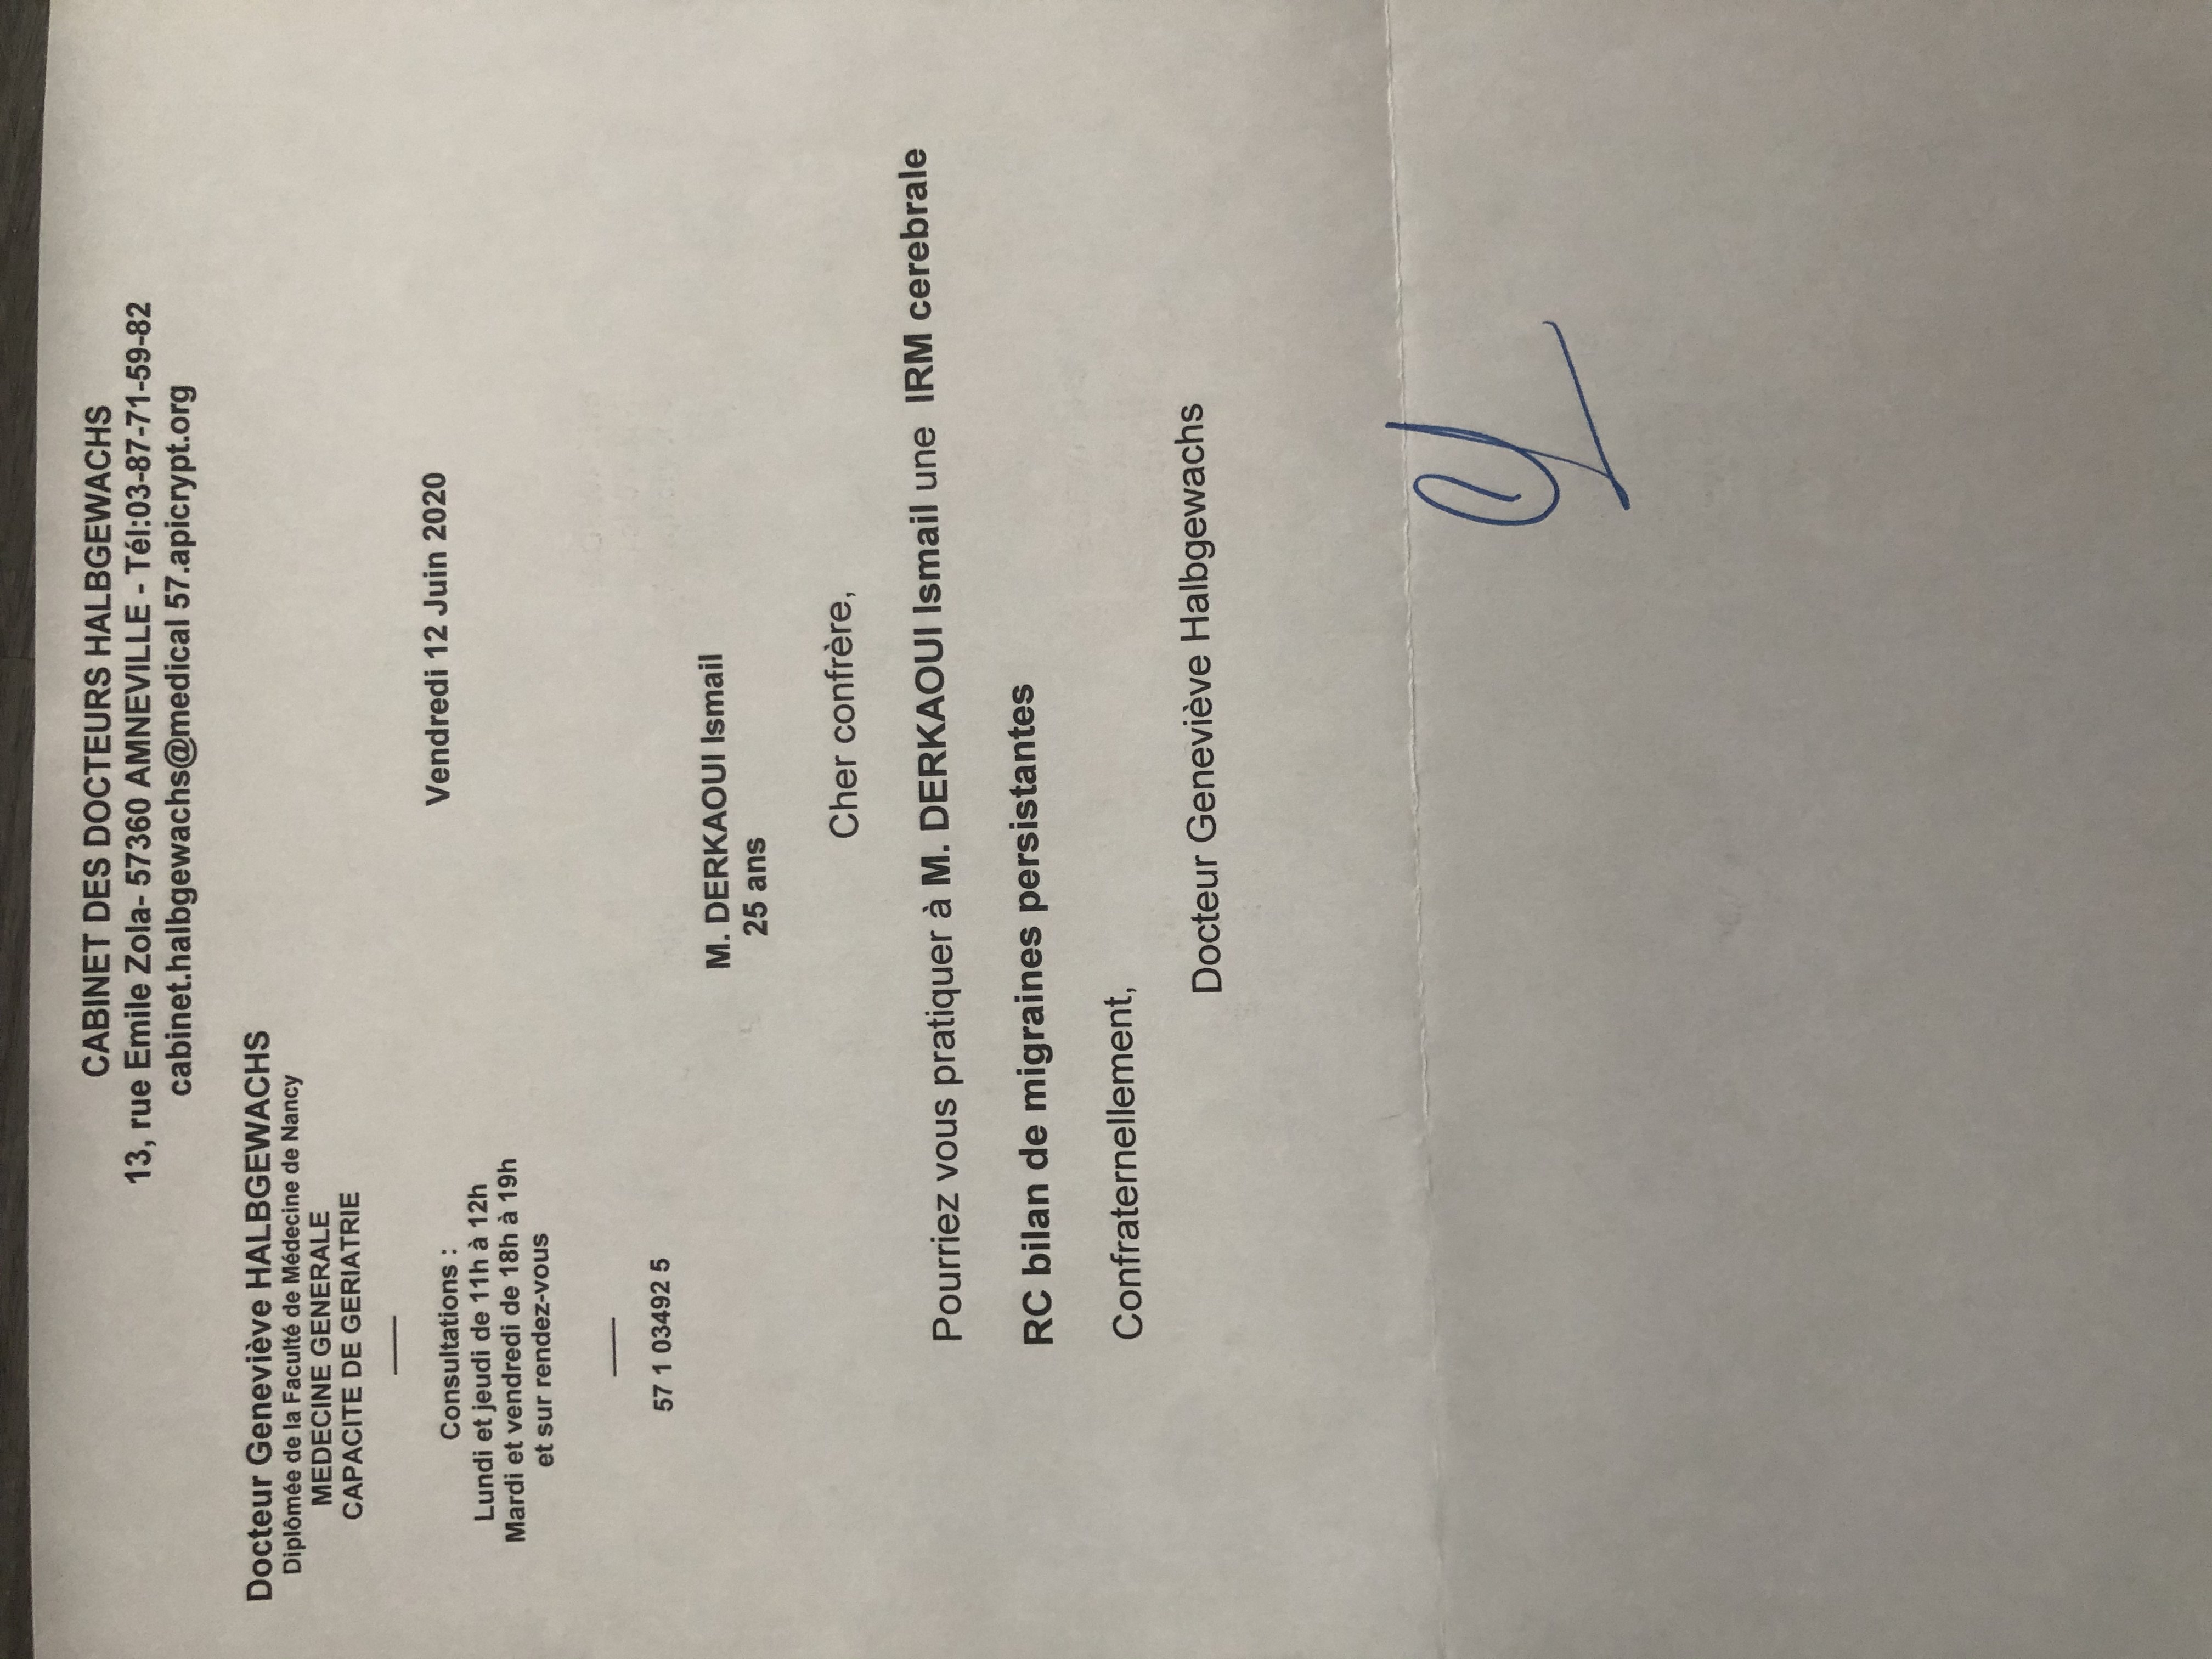 CABINET DES DOCTEURS HALBGEWACHS
13, rue Emile Zola- 57360 AMNEVILLE - Tél:03-87-71-59-82
cabinet.halbgewachs@medical 57.apicrypt.org
Docteur Geneviève HALBGEWACHS
Diplômée de la Faculté de Médecine de Nancy
MEDECINE GENERALE
CAPACITE DE GERIATRIE
Consultations :
Lundi et jeudi de 11h à 12h
Mardi et vendredi de 18h à 19h
et sur rendez-vous
57 1 03492 5
Vendredi 12 Juin 2020
M. DERKAOUI Ismail
25 ans
Cher confrère,
Pourriez vous pratiquer à M. DERKAOUI Ismail une IRM cerebrale
RC bilan de migraines persistantes
Confraternellement,
Docteur Geneviève Halbgewachs